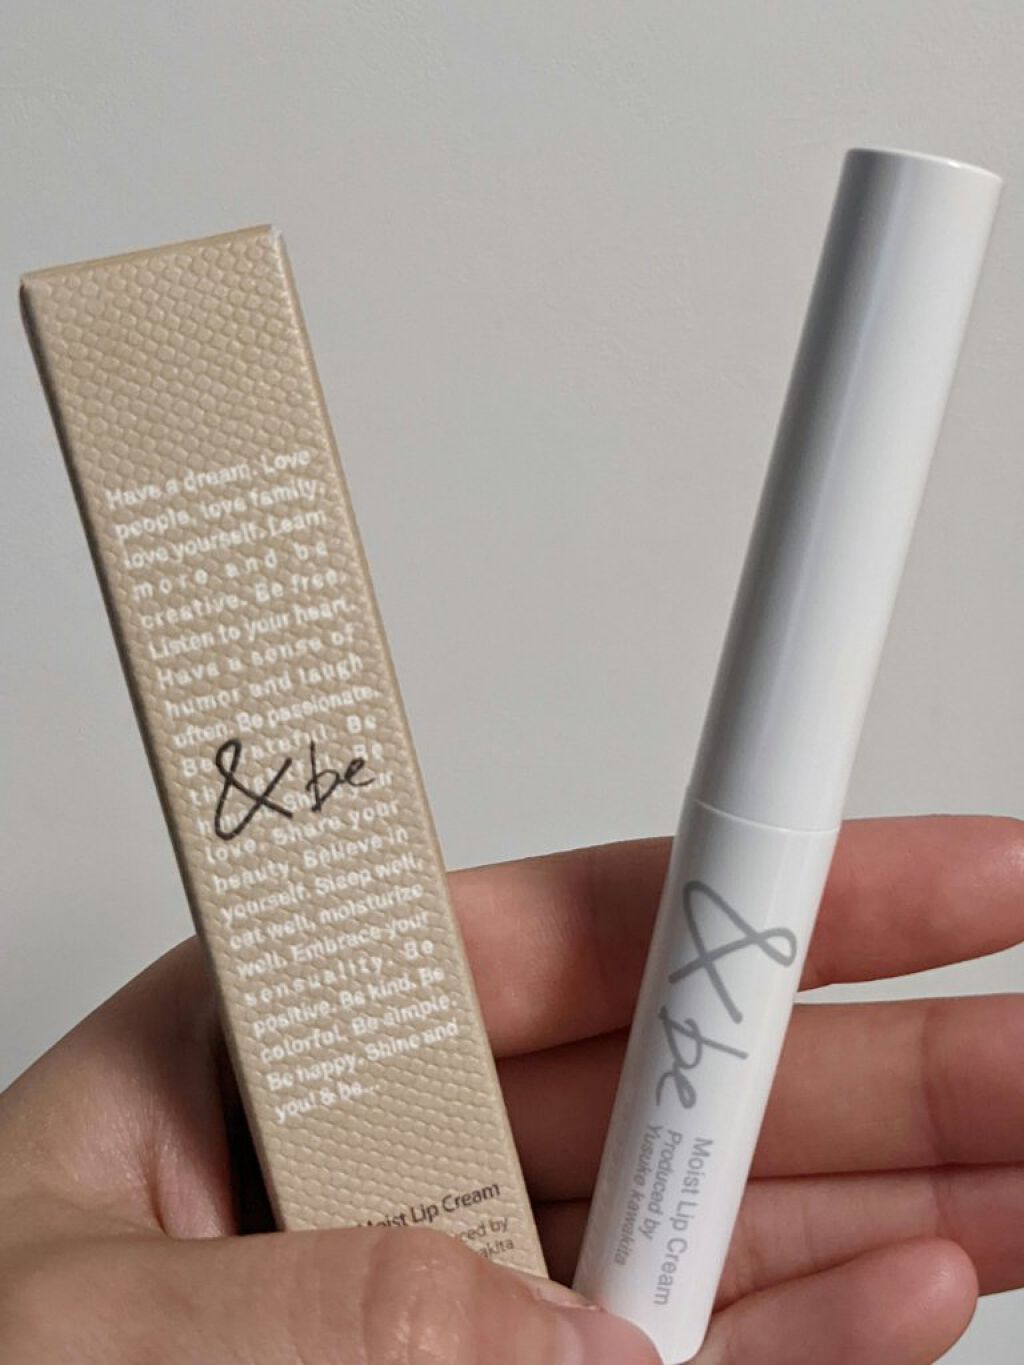 Have a dream. Love
people, love family,
love yourself. Learn
more and be
creative. Be free.
Listen to your heart.
Have a sense of
humor and laugh
often. Be passionate.
Be Be
Be
& be
love. Share your
beauty. Believe in
yourself. Sleep well,
eat well, moisturize
well. Embrace your
sensuality. Be
positive. Be kind. Be
colorful. Be simple.
Be happy. Shine and
you! & be...
Moist Lip Cream
& be
Moist Lip Cream
Produced by
Yusuke kawakita